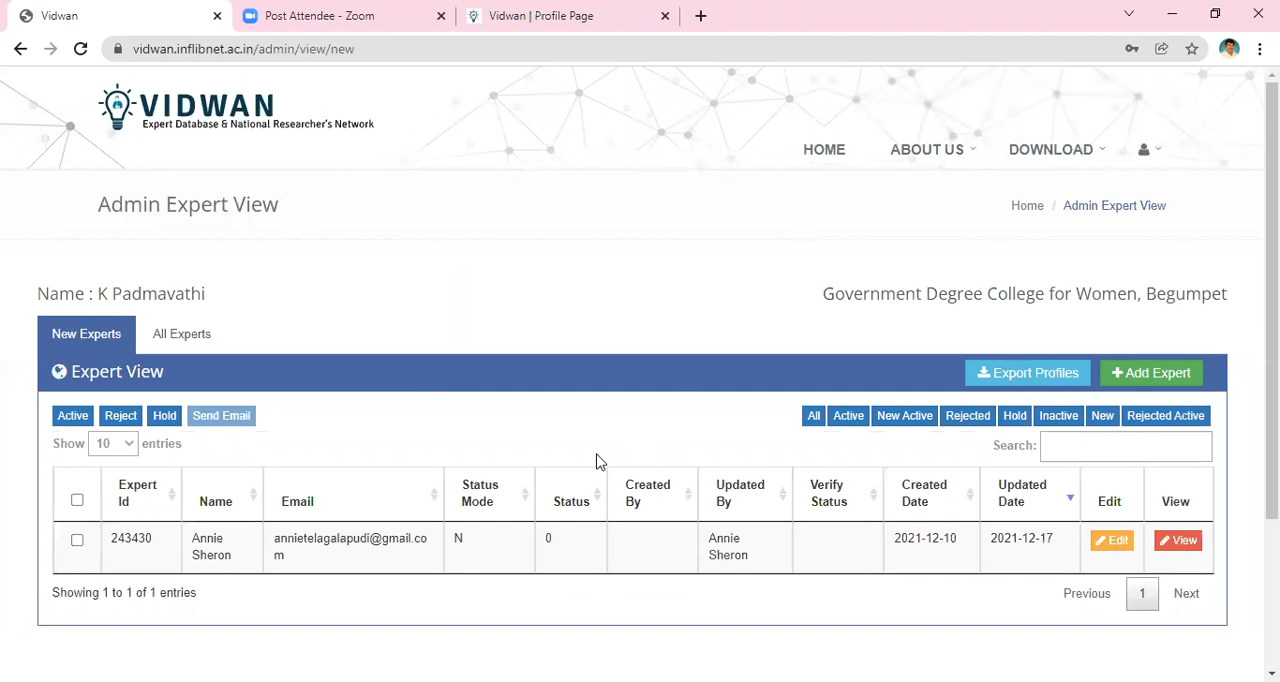 Vidwan
Post Attendee - Zoom
Vidwan | Profile Page
vidwan.inflibnet.ac.in/admin/view/new
VIDWAN
Expert Database & National Researcher's Network
HOME ABOUT US DOWNLOAD
Admin Expert View
Home / Admin Expert View
Name : K Padmavathi
Government Degree College for Women, Begumpet
New Experts All Experts
Expert View
Export Profiles Add Expert
Active Reject Hold Send Email
All Active New Active Rejected Hold Inactive New Rejected Active
Show 10 entries
Search:
Expert Id Name Email Status Mode Status Created By Updated By Verify Status Created Date Updated Date Edit View
243430 Annie Sheron annietelagalapudi@gmail.com N 0 Annie Sheron 2021-12-10 2021-12-17 Edit View
Showing 1 to 1 of 1 entries
Previous 1 Next